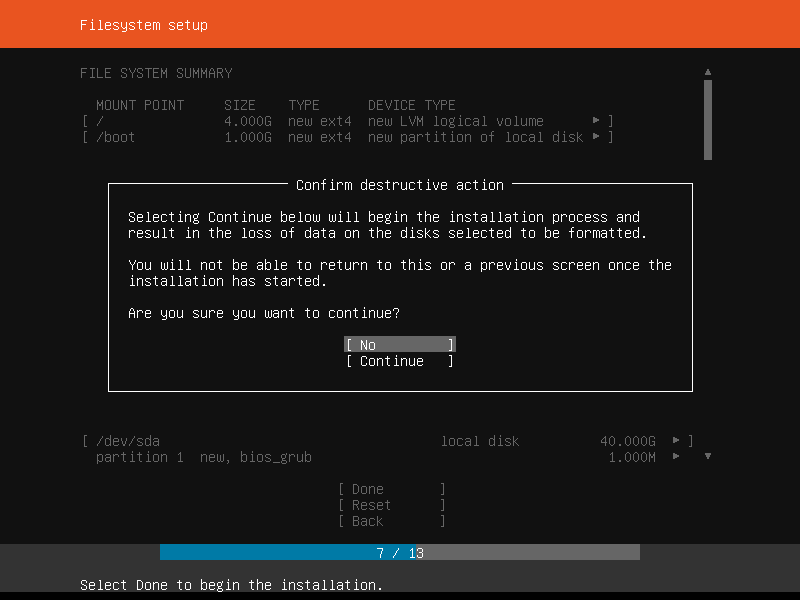 Filesystem setup
FILE SYSTEM SUMMARY
MOUNT POINT SIZE TYPE DEVICE TYPE
[ / 4.000G new ext4 new LVM logical volume ▸ ]
[ /boot 1.000G new ext4 new partition of local disk ▸ ]
Confirm destructive action
Selecting Continue below will begin the installation process and
result in the loss of data on the disks selected to be formatted.
You will not be able to return to this or a previous screen once the
installation has started.
Are you sure you want to continue?
[ No ]
[ Continue ]
[ /dev/sda local disk 40.000G ▸ ]
partition 1 new, bios_grub 1.000M ▸
[ Done ]
[ Reset ]
[ Back ]
7 / 13
Select Done to begin the installation.